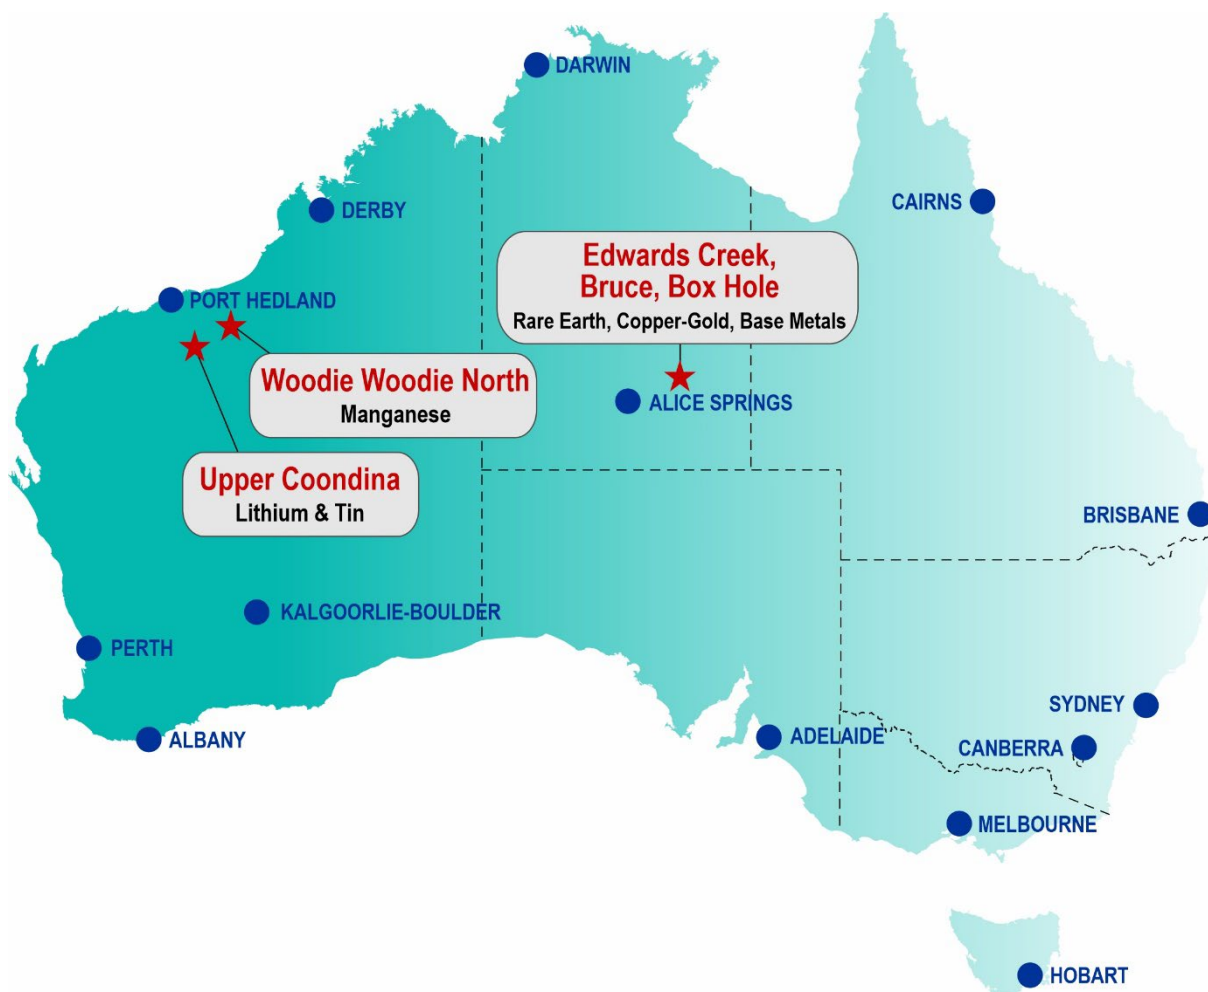 DARWIN
CAIRNS
DERBY
Edwards Creek,
Bruce, Box Hole
Rare Earth, Copper-Gold, Base Metals
PORT HEDLAND
Woodie Woodie North
Manganese
ALICE SPRINGS
Upper Coondina
Lithium & Tin
BRISBANE
KALGOORLIE-BOULDER
PERTH
SYDNEY
ALBANY
ADELAIDE
CANBERRA
MELBOURNE
HOBART